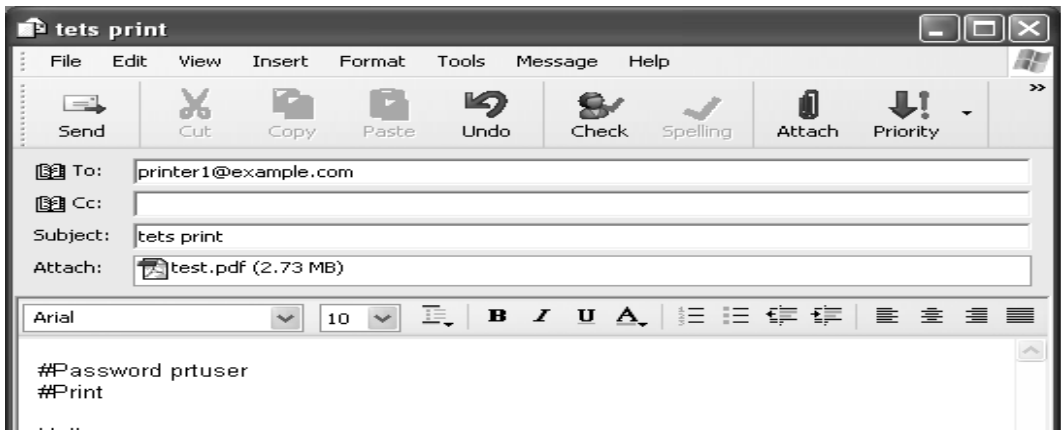 tets print
File Edit View Insert Format Tools Message Help
Send Cut Copy Paste Undo Check Spelling Attach Priority »
To: printer1@example.com
Cc:
Subject: tets print
Attach: test.pdf (2.73 MB)
Arial 10 B I U A
#Password prtuser
#Print